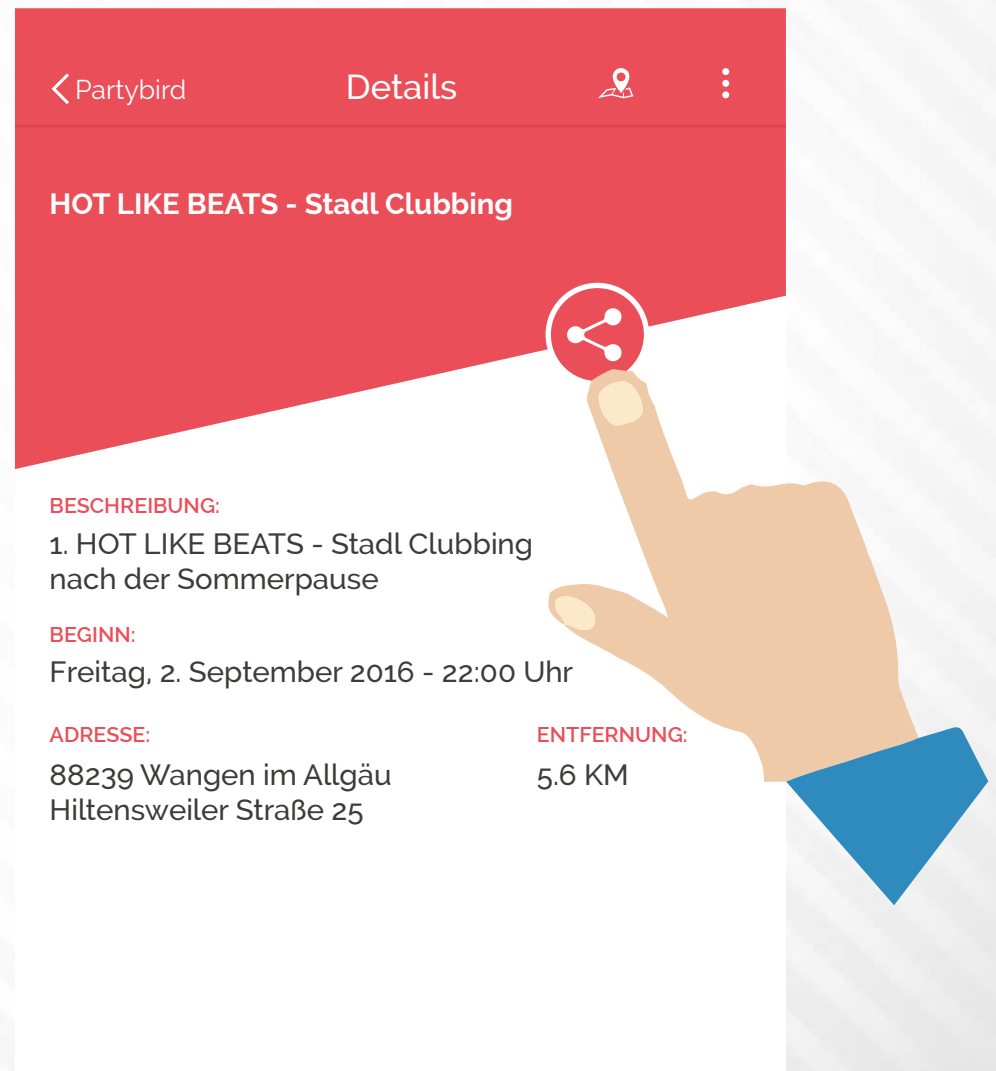 Partybird
Details
HOT LIKE BEATS - Stadl Clubbing
BESCHREIBUNG:
1. HOT LIKE BEATS - Stadl Clubbing
nach der Sommerpause
BEGINN:
Freitag, 2. September 2016 - 22:00 Uhr
ADRESSE:
88239 Wangen im Allgäu
Hiltensweiler Straße 25
ENTFERNUNG:
5.6 KM